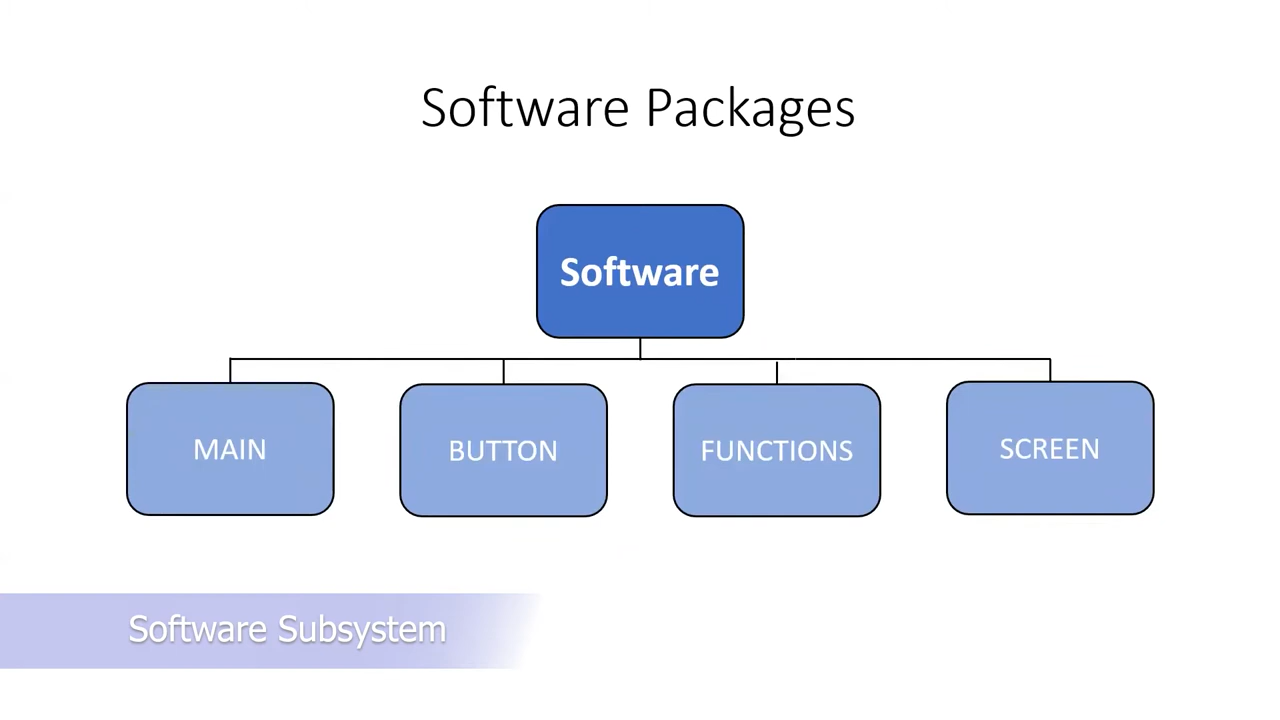 Software Packages
Software
MAIN
BUTTON
FUNCTIONS
SCREEN
Software Subsystem